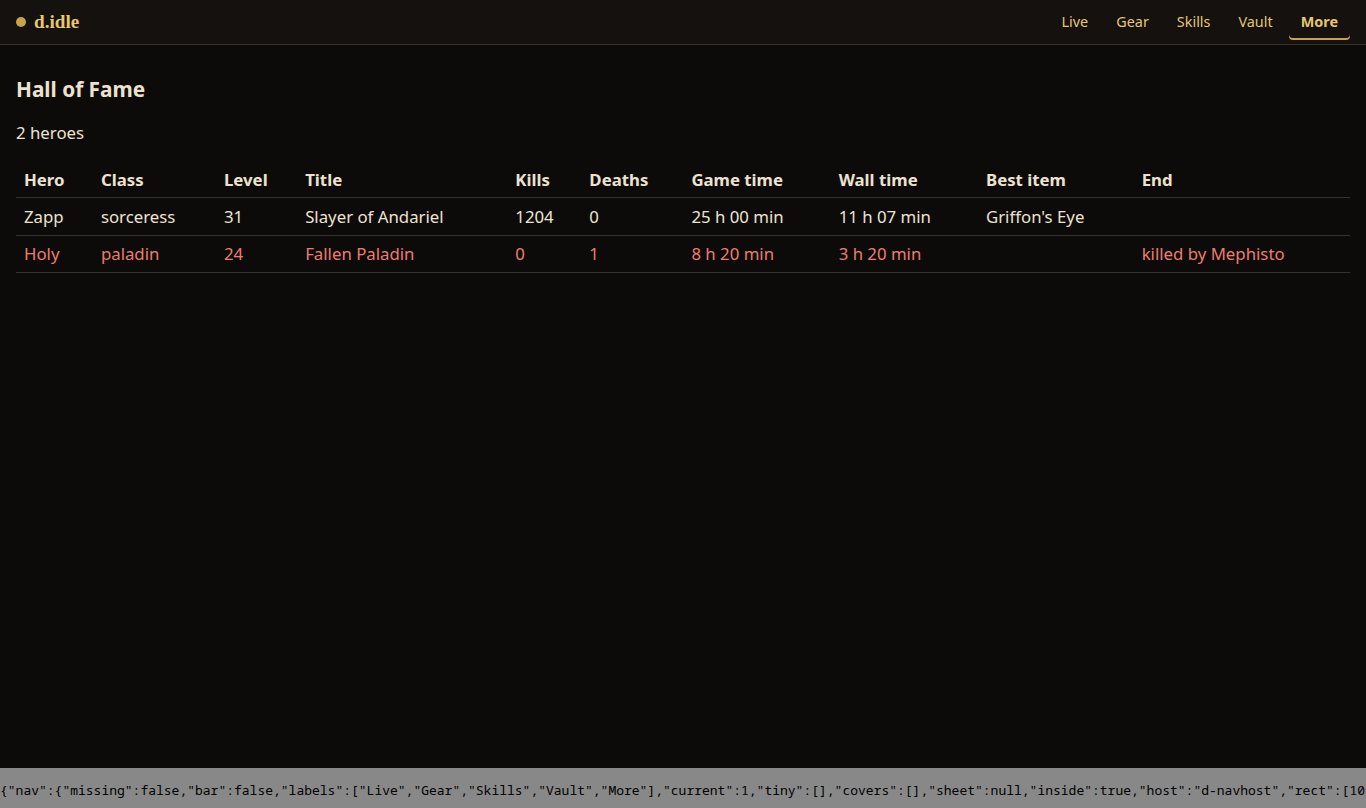 d.idle Live Gear Skills Vault More
Hall of Fame
2 heroes
Hero Class Level Title Kills Deaths Game time Wall time Best item End
Zapp sorceress 31 Slayer of Andariel 1204 0 25 h 00 min 11 h 07 min Griffon's Eye
Holy paladin 24 Fallen Paladin 0 1 8 h 20 min 3 h 20 min killed by Mephisto
{"nav":{"missing":false,"bar":false,"labels":["Live","Gear","Skills","Vault","More"],"current":1,"tiny":[],"covers":[],"sheet":null,"inside":true,"host":"d-navhost","rect":[10